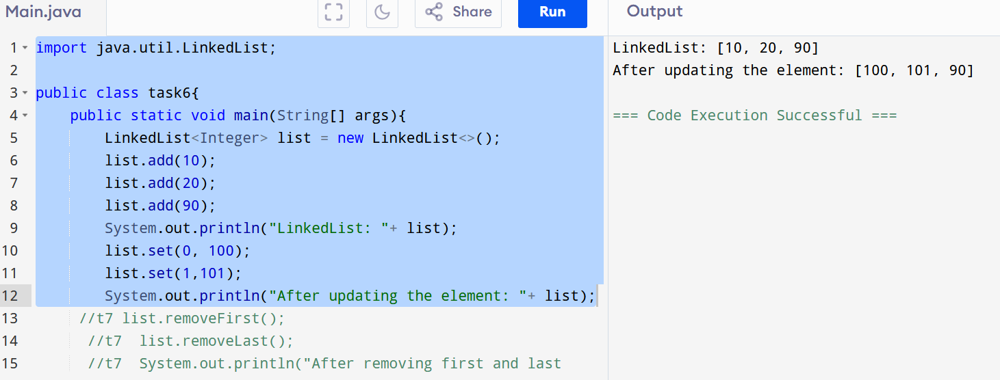 Main.java
Share
Run
Output
1 import java.util.LinkedList;
2
3 public class task6{
4     public static void main(String[] args){
5         LinkedList<Integer> list = new LinkedList<>();
6         list.add(10);
7         list.add(20);
8         list.add(90);
9         System.out.println("LinkedList: "+ list);
10         list.set(0, 100);
11         list.set(1,101);
12         System.out.println("After updating the element: "+ list);
13      //t7 list.removeFirst();
14       //t7  list.removeLast();
15       //t7  System.out.println("After removing first and last
LinkedList: [10, 20, 90]
After updating the element: [100, 101, 90]
=== Code Execution Successful ===